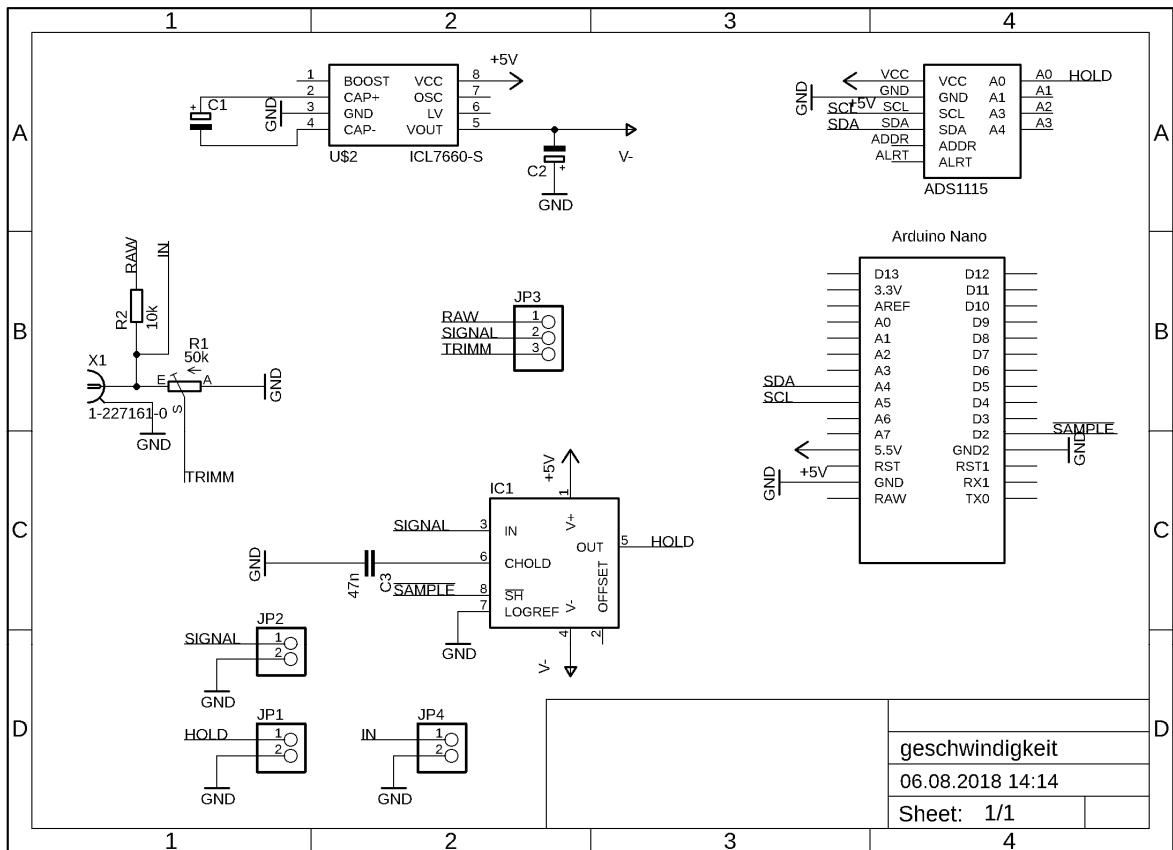 1 2 3 4
A
B
C
D
A
B
C
D
1 2 3 4
C1
+
GND
1 BOOST VCC 8
2 CAP+ OSC 7
3 GND LV 6
4 CAP- VOUT 5
U$2 ICL7660-S
+5V
V-
C2
+
GND
GND
+5V
VCC VCC A0 A0 HOLD
GND GND A1 A1
SCL SCL SCL A3 A2
SDA SDA SDA A4 A3
ADDR ADDR
ALRT ALRT
ADS1115
RAW
IN
R2
10k
X1
1-227161-0
GND
R1
50k
E A
S
GND
TRIMM
JP3
RAW 1
SIGNAL 2
TRIMM 3
Arduino Nano
D13 D12
3.3V D11
AREF D10
A0 D9
A1 D8
A2 D7
A3 D6
SDA A4 D5
SCL A5 D4
A6 D3
A7 D2 SAMPLE
5.5V GND2 GND
RST RST1
GND RX1
RAW TX0
+5V
GND
IC1
+5V
1
V+
SIGNAL 3 IN
OUT 5 HOLD
GND
47n
C3
6 CHOLD
SAMPLE 8 SH
7 LOGREF
GND
V-
4
V-
OFFSET
2
JP2
SIGNAL 1
2
GND
JP1
HOLD 1
2
GND
JP4
IN 1
2
GND
geschwindigkeit
06.08.2018 14:14
Sheet: 1/1